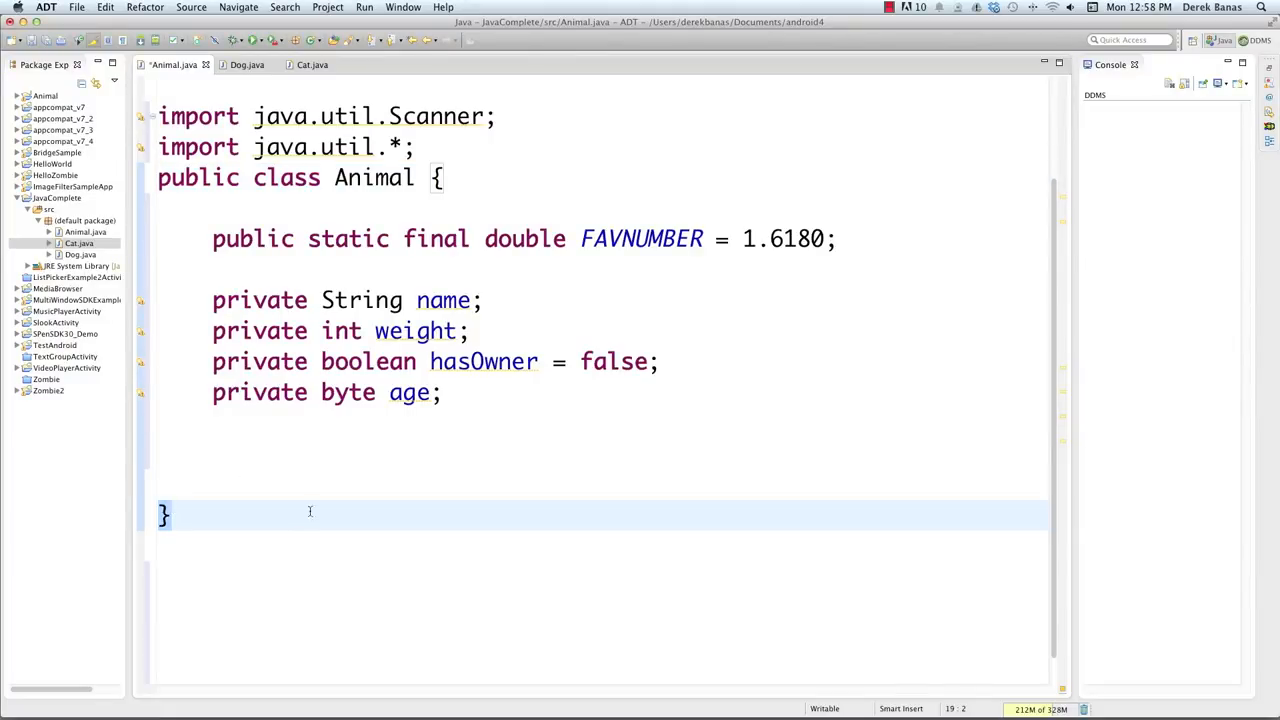 ADT File Edit Refactor Source Navigate Search Project Run Window Help
10 Mon 12:58 PM Derek Banas
Java – JavaComplete/src/Animal.java – ADT – /Users/derekbanas/Documents/android4
Quick Access Java DDMS
Package Exp *Animal.java Dog.java Cat.java Console
DDMS
Animal
appcompat_v7
appcompat_v7_2
appcompat_v7_3
appcompat_v7_4
BridgeSample
HelloWorld
HelloZombie
ImageFilterSampleApp
JavaComplete
src
(default package)
Animal.java
Cat.java
Dog.java
JRE System Library [Ja
ListPickerExample2Activi
MediaBrowser
MultiWindowSDKExample
MusicPlayerActivity
SlookActivity
SPenSDK30_Demo
TestAndroid
TextGroupActivity
VideoPlayerActivity
Zombie
Zombie2
import java.util.Scanner;
import java.util.*;
public class Animal {
public static final double FAVNUMBER = 1.6180;
private String name;
private int weight;
private boolean hasOwner = false;
private byte age;
}
Writable Smart Insert 19 : 2 212M of 328M